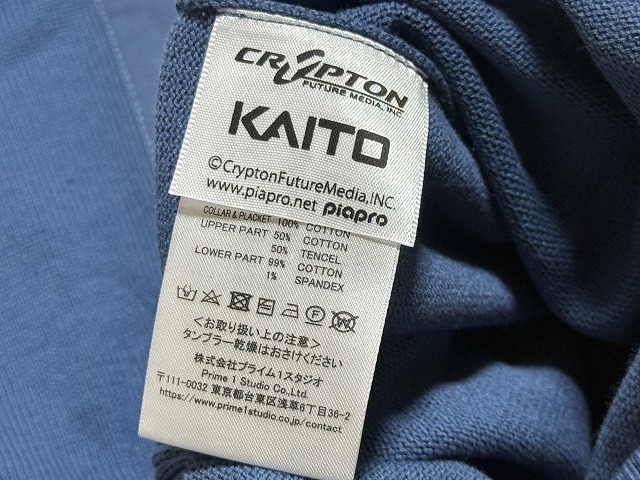 CRYPTON
FUTURE MEDIA, INC.
KAITO
©CryptonFutureMedia,INC.
www.piapro.net piapro
COLLAR & PLACKET 100% COTTON
UPPER PART 50% COTTON
50% TENCEL
LOWER PART 99% COTTON
1% SPANDEX
P
W
＜お取り扱い上の注意＞
タンブラー乾燥はおさけください
株式会社プライム1スタジオ
Prime 1 Studio Co., Ltd.
〒111-0032 東京都台東区浅草6丁目36-2
https://www.prime1studio.co.jp/contact